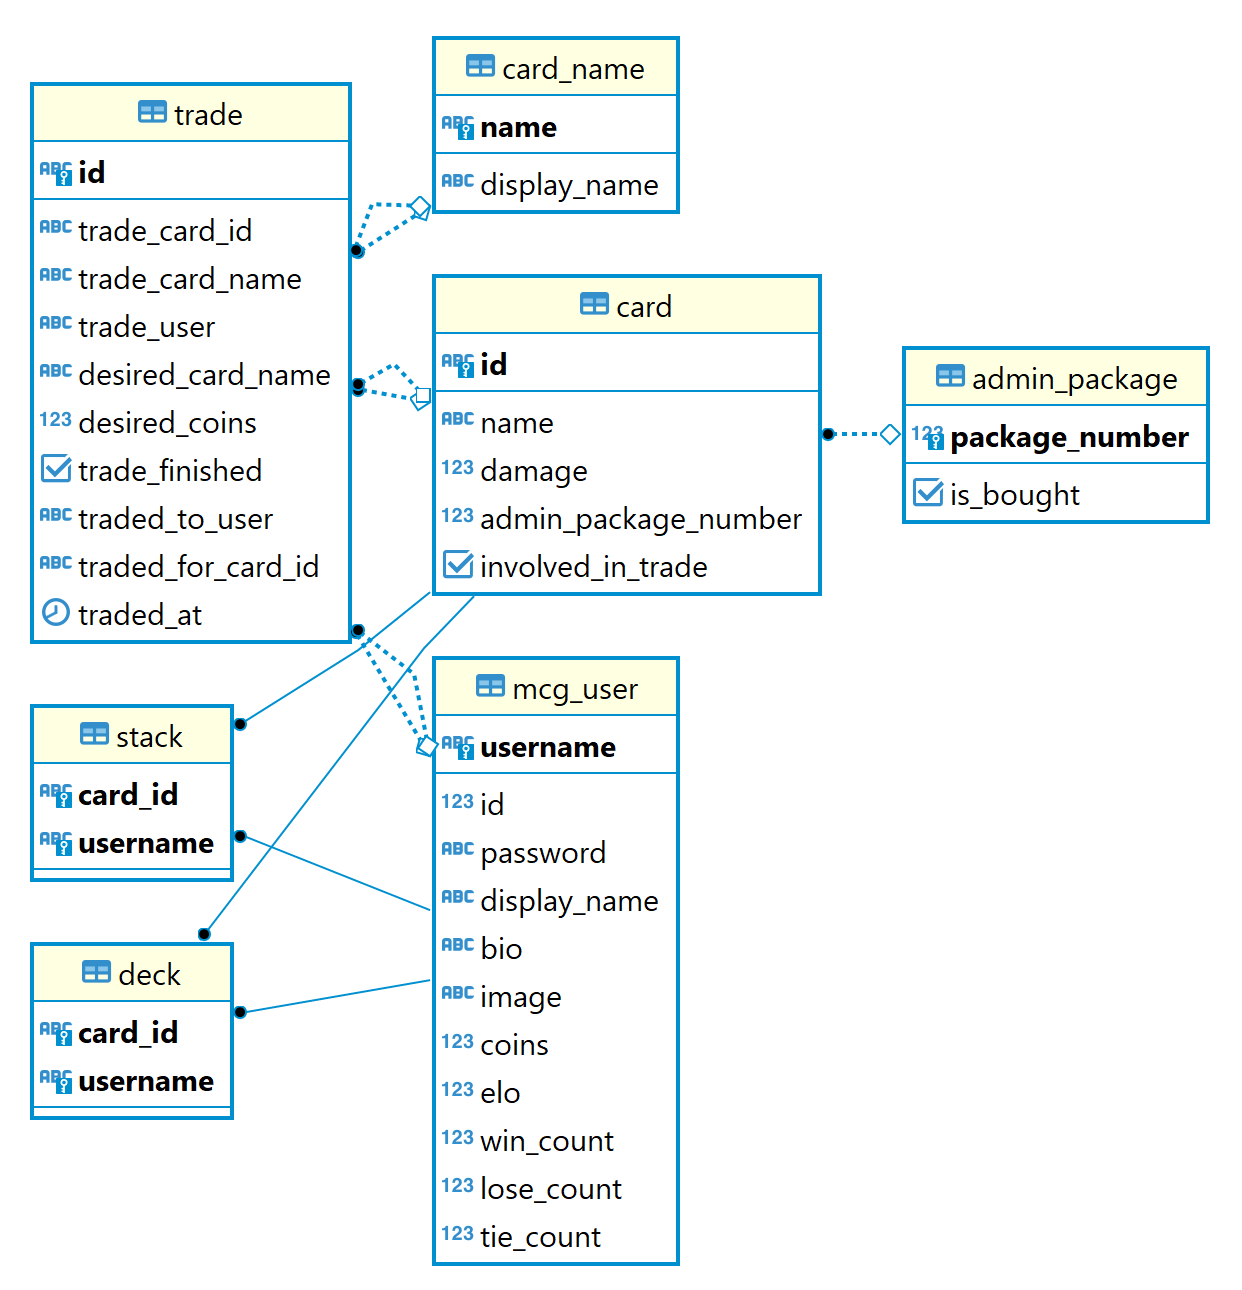 trade
ABC id
ABC trade_card_id
ABC trade_card_name
ABC trade_user
ABC desired_card_name
123 desired_coins
trade_finished
ABC traded_to_user
ABC traded_for_card_id
traded_at
card_name
ABC name
ABC display_name
card
ABC id
ABC name
123 damage
123 admin_package_number
involved_in_trade
admin_package
123 package_number
is_bought
stack
ABC card_id
ABC username
deck
ABC card_id
ABC username
mcg_user
ABC username
123 id
ABC password
ABC display_name
ABC bio
ABC image
123 coins
123 elo
123 win_count
123 lose_count
123 tie_count